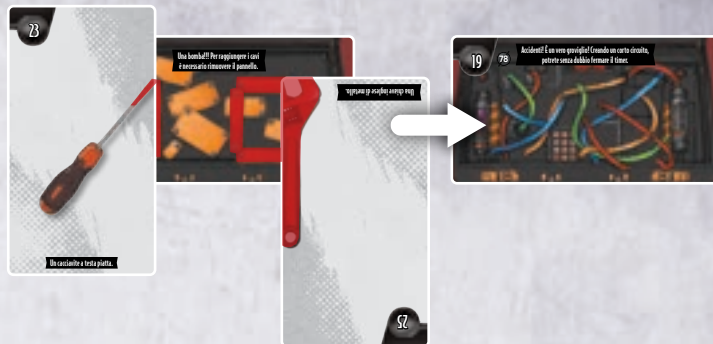 23
Una bomba!!! Per raggiungere i cavi
è necessario rimuovere il pannello.
Un cacciavite a testa piatta.
Una chiave inglese di metallo.
25
19
78
Accidenti! É un vero groviglio! Creando un corto circuito,
potrete senza dubbio fermare il timer.